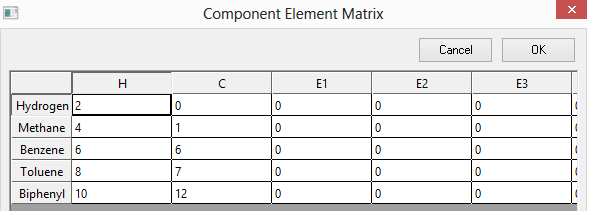 Component Element Matrix
Cancel OK
H C E1 E2 E3
Hydrogen 2 0 0 0 0
Methane 4 1 0 0 0
Benzene 6 6 0 0 0
Toluene 8 7 0 0 0
Biphenyl 10 12 0 0 0